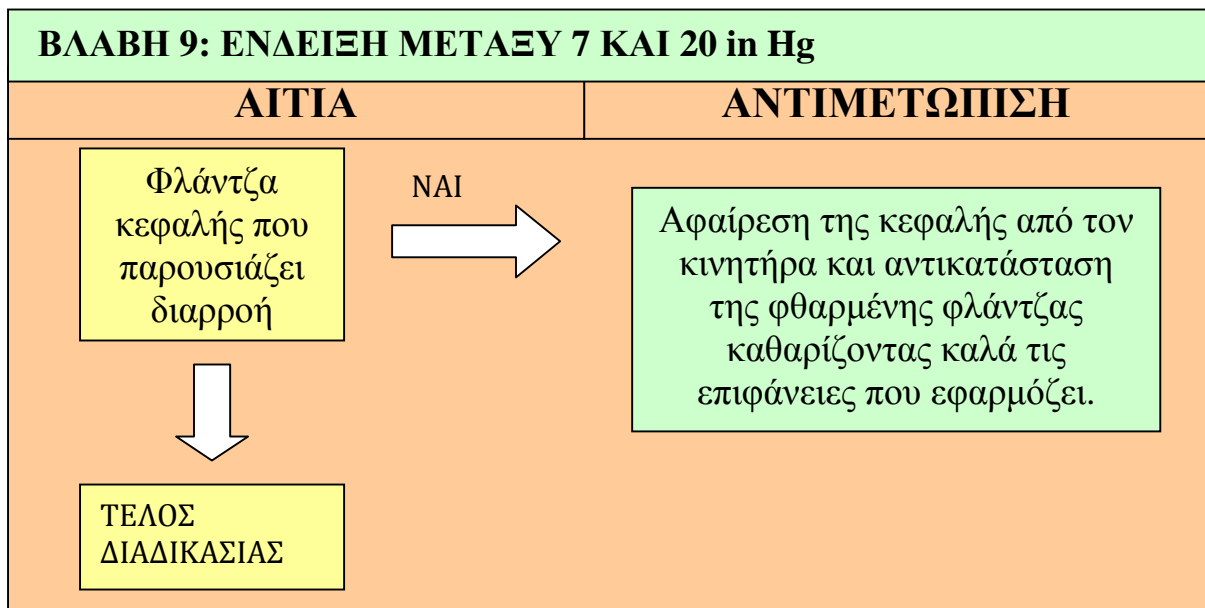 ΒΛΑΒΗ 9: ΕΝΔΕΙΞΗ ΜΕΤΑΞΥ 7 ΚΑΙ 20 in Hg
ΑΙΤΙΑ
ΑΝΤΙΜΕΤΩΠΙΣΗ
Φλάντζα
κεφαλής που
παρουσιάζει
διαρροή
ΝΑΙ
Αφαίρεση της κεφαλής από τον
κινητήρα και αντικατάσταση
της φθαρμένης φλάντζας
καθαρίζοντας καλά τις
επιφάνειες που εφαρμόζει.
ΤΕΛΟΣ
ΔΙΑΔΙΚΑΣΙΑΣ